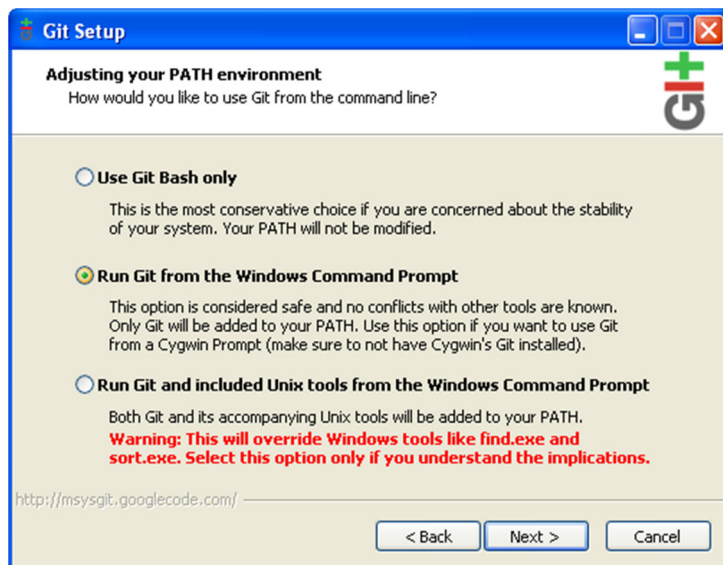 Git Setup
Adjusting your PATH environment
How would you like to use Git from the command line?
GIT
Use Git Bash only
This is the most conservative choice if you are concerned about the stability
of your system. Your PATH will not be modified.
Run Git from the Windows Command Prompt
This option is considered safe and no conflicts with other tools are known.
Only Git will be added to your PATH. Use this option if you want to use Git
from a Cygwin Prompt (make sure to not have Cygwin's Git installed).
Run Git and included Unix tools from the Windows Command Prompt
Both Git and its accompanying Unix tools will be added to your PATH.
Warning: This will override Windows tools like find.exe and
sort.exe. Select this option only if you understand the implications.
http://msysgit.googlecode.com/
< Back Next > Cancel